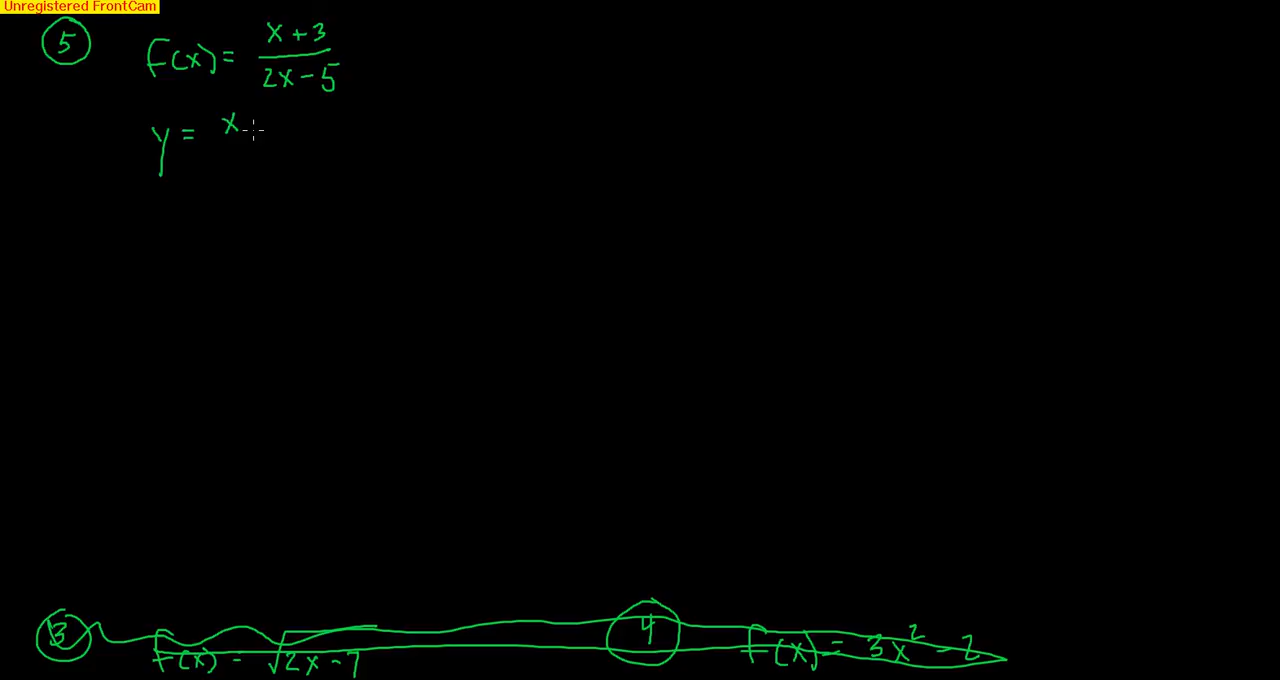 Unregistered FrontCam
5 f(x) = x+3 / 2x-5
y = x
3 f(x) = √2x-7 4 f(x) = 3x² - 2